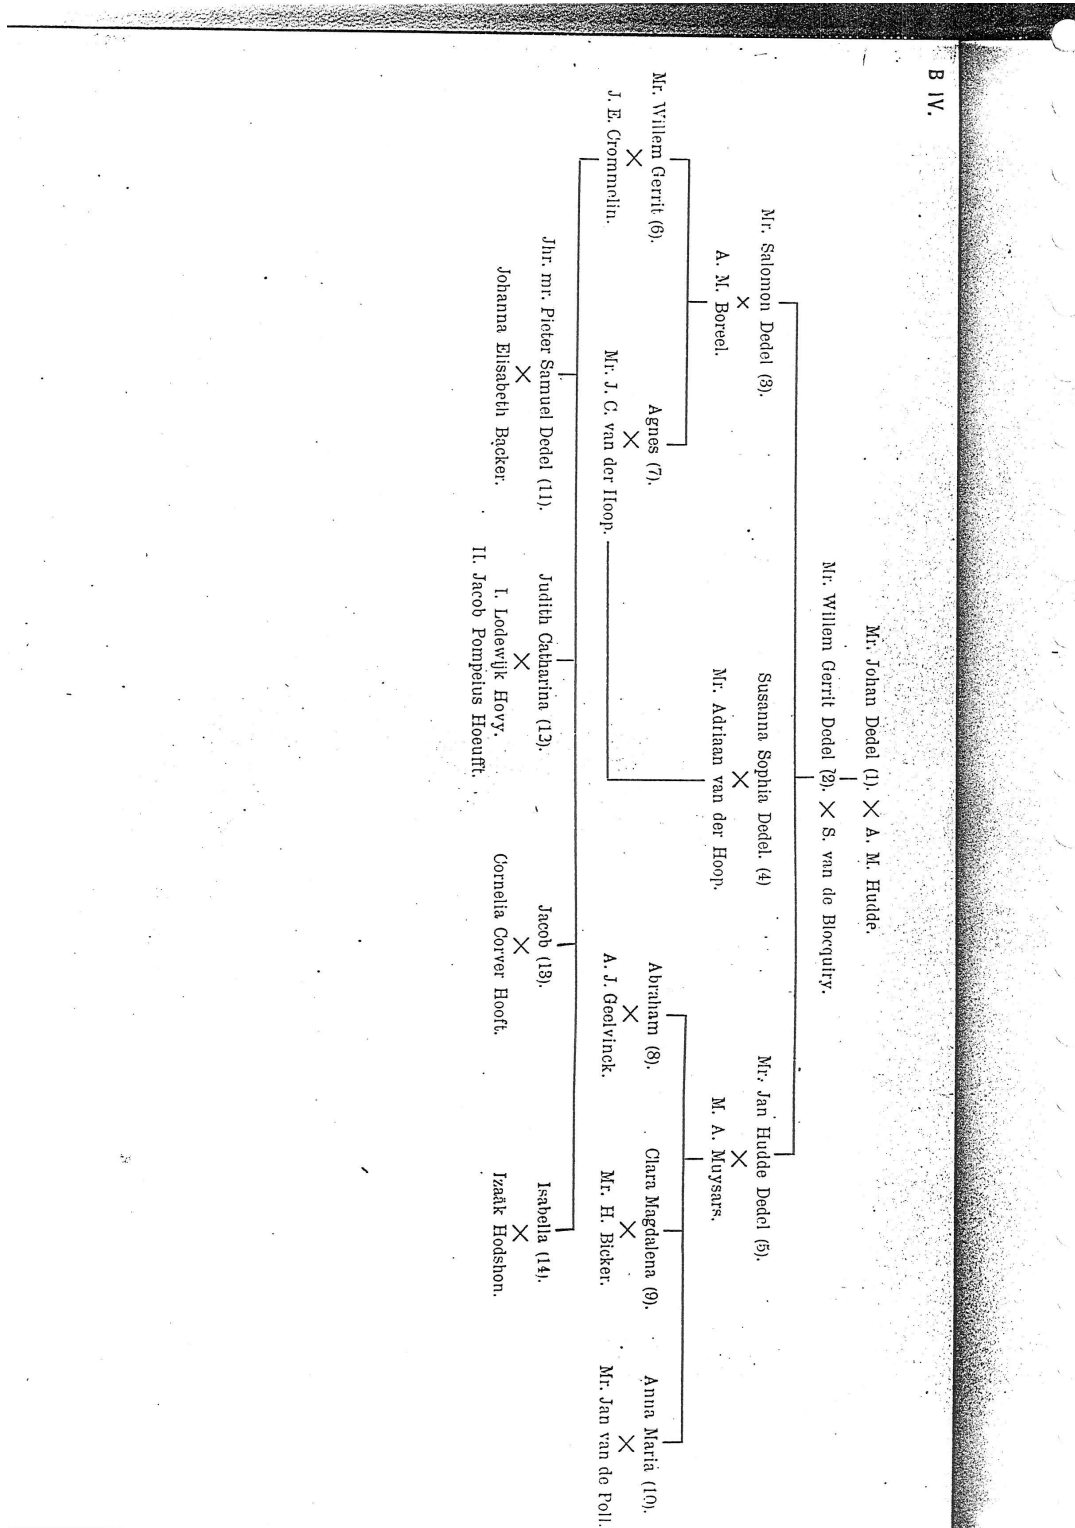 B IV.
Mr. Johan Dedel (1). × A. M. Hudde.
Mr. Willem Gerrit Dedel (2). × S. van de Blocquiry.
Mr. Salomon Dedel (3).
×
A. M. Boreel.
Susanna Sophia Dedel. (4)
×
Mr. Adriaan van der Hoop.
Mr. Jan Hudde Dedel (5).
×
M. A. Muysars.
Mr. Willem Gerrit (6).
×
J. E. Crommelin.
Agnes (7).
×
Mr. J. C. van der Hoop.
Abraham (8).
×
A. J. Geelvinck.
Clara Magdalena (9).
×
Mr. H. Bicker.
Anna Maria (10).
×
Mr. Jan van de Poll.
Jhr. mr. Pieter Samuel Dedel (11).
×
Johanna Elisabeth Backer.
Judith Catharina (12).
×
I. Lodewijk Hovy.
II. Jacob Pompeius Hoeufft.
Jacob (13).
×
Cornelia Corver Hooft.
Isabella (14).
×
Izaäk Hodshon.